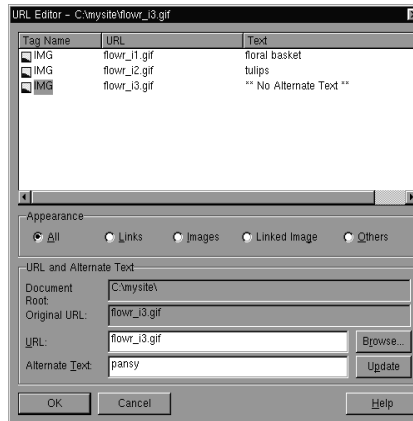 URL Editor - C:\mysite\flowr_i3.gif
Tag Name URL Text
IMG flowr_i1.gif floral basket
IMG flowr_i2.gif tulips
IMG flowr_i3.gif ** No Alternate Text **
Appearance
All Links Images Linked Image Others
URL and Alternate Text
Document Root: C:\mysite\
Original URL: flowr_i3.gif
URL: flowr_i3.gif Browse...
Alternate Text: pansy Update
OK Cancel Help